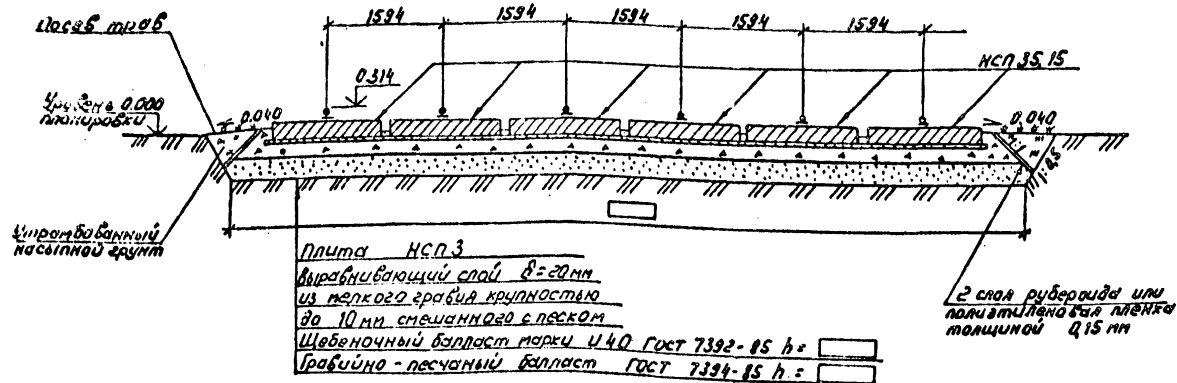 1594 1594 1594 1594 1594
Посев трав
НСП 35.15
0.314
Уровень 0.000
планировки
0.040
0.040
1:0,5
Утрамбованный
насыпной грунт
Плита НСП 3
Выравнивающий слой δ=20мм
из мелкого гравия крупностью
до 10 мм смешанного с песком
Щебеночный балласт марки И40 ГОСТ 7392-85 h=
Гравийно-песчаный балласт ГОСТ 7394-85 h=
2 слоя рубероида или
полиэтиленовая пленка
толщиной 0,15 мм